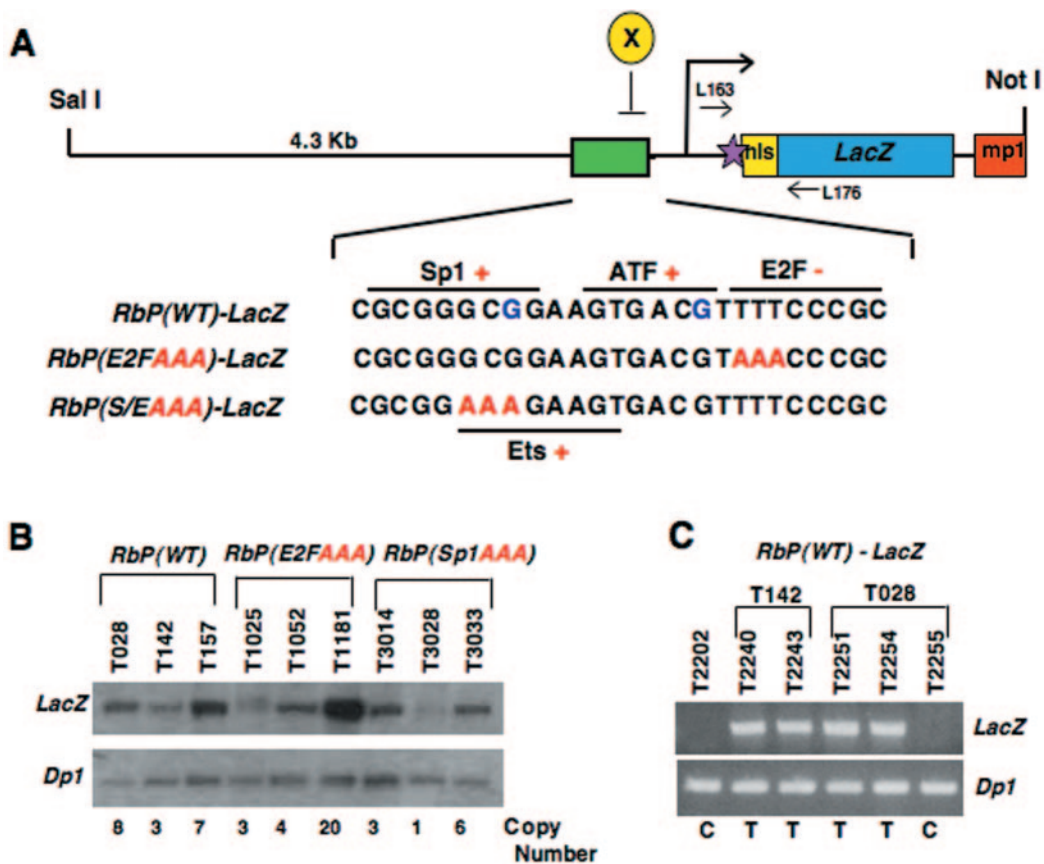 A
X
Sal I
4.3 Kb
L163
Not I
nls
LacZ
mp1
L176
Sp1 +
ATF +
E2F -
RbP(WT)-LacZ CGCGGGCGGAAGTGACGTTTTCCCGC
RbP(E2FAAA)-LacZ CGCGGGCGGAAGTGACGTAAACCCGC
RbP(S/EAAA)-LacZ CGCGGAAAGAAGTGACGTTTTCCCGC
Ets +
B
RbP(WT) RbP(E2FAAA) RbP(Sp1AAA)
T028 T142 T157 T1025 T1052 T1181 T3014 T3028 T3033
LacZ
Dp1
8 3 7 3 4 20 3 1 6 Copy
Number
C
RbP(WT) - LacZ
T142 T028
T2202 T2240 T2243 T2251 T2254 T2255
LacZ
Dp1
C T T T T C